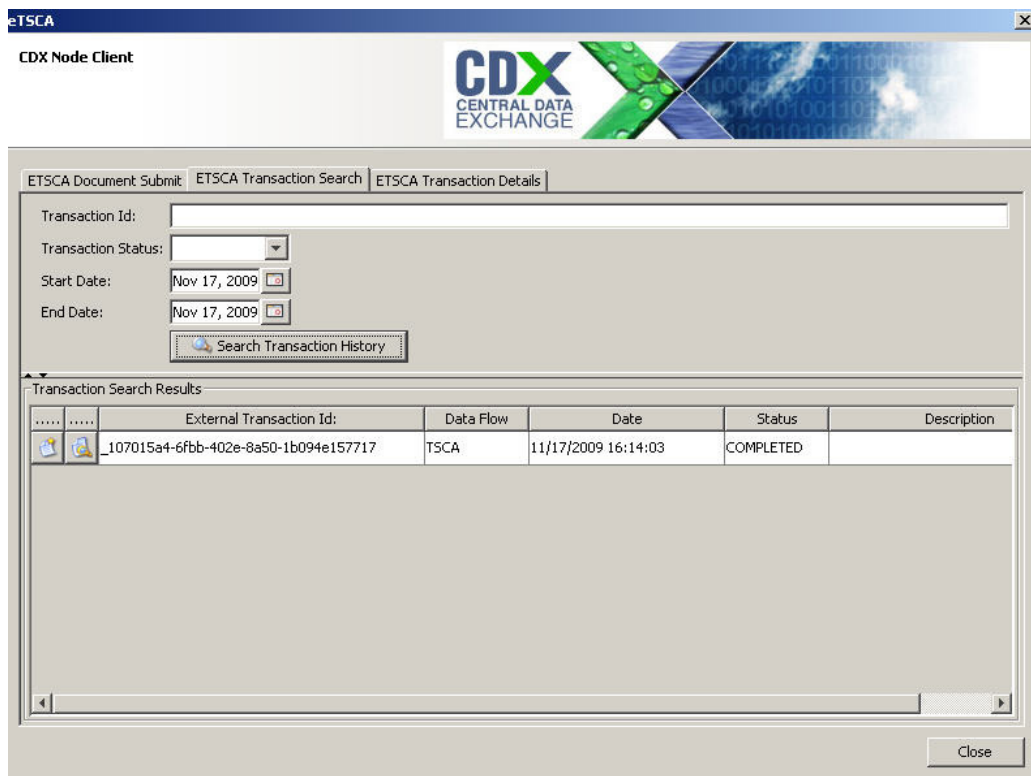 eTSCA
CDX Node Client
CDX
CENTRAL DATA
EXCHANGE
ETSCA Document Submit ETSCA Transaction Search ETSCA Transaction Details
Transaction Id:
Transaction Status:
Start Date: Nov 17, 2009
End Date: Nov 17, 2009
Search Transaction History
Transaction Search Results
..... ..... External Transaction Id: Data Flow Date Status Description
_107015a4-6fbb-402e-8a50-1b094e157717 TSCA 11/17/2009 16:14:03 COMPLETED
Close